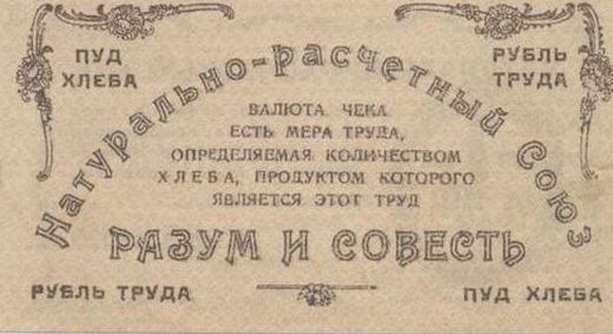 ПУД
ХЛЕБА
РУБЛЬ
ТРУДА
Натурально-расчетный Союз
ВАЛЮТА ЧЕКА
ЕСТЬ МЕРА ТРУДА,
ОПРЕДЕЛЯЕМАЯ КОЛИЧЕСТВОМ
ХЛЕБА, ПРОДУКТОМ КОТОРОГО
ЯВЛЯЕТСЯ ЭТОТ ТРУД
РАЗУМ И СОВЕСТЬ
РУБЛЬ ТРУДА
ПУД ХЛЕБА